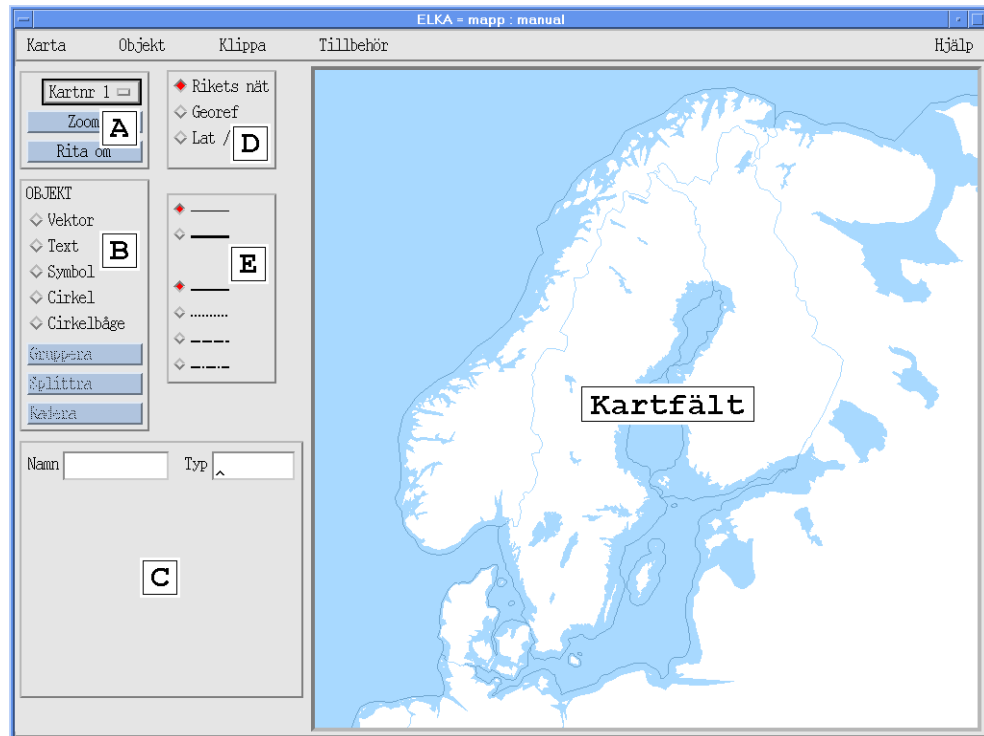 ELKA = mapp : manual
Karta Objekt Klippa Tillbehör Hjälp
Kartnr 1
Zoom
A
Rita om
Rikets nät
Georef
Lat /
D
OBJEKT
Vektor
Text
B
Symbol
Cirkel
Cirkelbåge
Gruppera
Splittra
Radera
E
Namn Typ
C
Kartfält